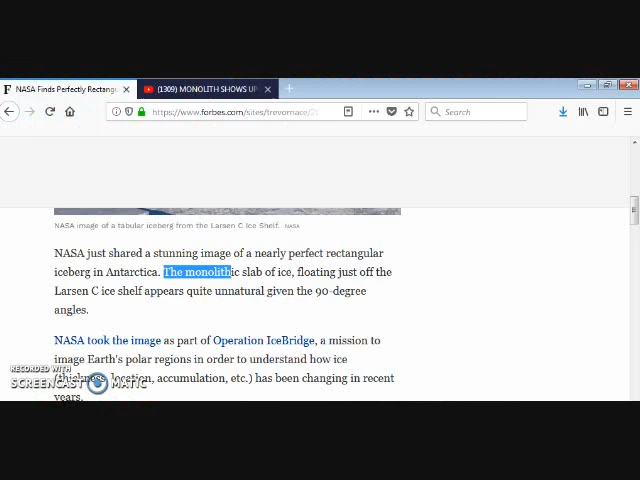 F NASA Finds Perfectly Rectangu
(1309) MONOLITH SHOWS UP
https://www.forbes.com/sites/trevornace/20
Search
NASA image of a tabular iceberg from the Larsen C Ice Shelf. NASA
NASA just shared a stunning image of a nearly perfect rectangular
iceberg in Antarctica. The monolithic slab of ice, floating just off the
Larsen C ice shelf appears quite unnatural given the 90-degree
angles.
NASA took the image as part of Operation IceBridge, a mission to
image Earth's polar regions in order to understand how ice
(thickness, location, accumulation, etc.) has been changing in recent
years.
RECORDED WITH
SCREENCAST MATIC